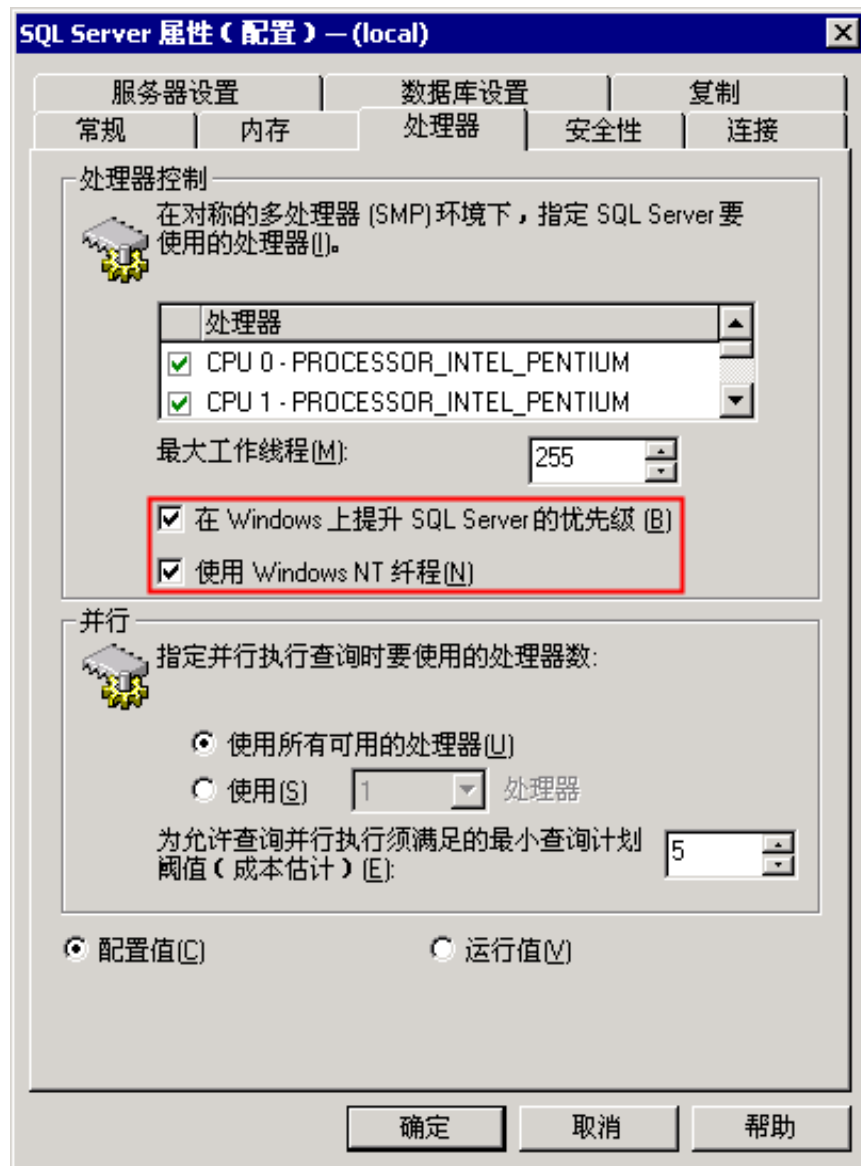 SQL Server 属性（配置）— (local)
服务器设置 数据库设置 复制
常规 内存 处理器 安全性 连接
处理器控制
在对称的多处理器 (SMP) 环境下，指定 SQL Server 要
使用的处理器(I)。
处理器
CPU 0 - PROCESSOR_INTEL_PENTIUM
CPU 1 - PROCESSOR_INTEL_PENTIUM
最大工作线程(M): 255
在 Windows 上提升 SQL Server 的优先级 (B)
使用 Windows NT 纤程(N)
并行
指定并行执行查询时要使用的处理器数:
使用所有可用的处理器(U)
使用(S) 1 处理器
为允许查询并行执行须满足的最小查询计划
阈值（成本估计）(E): 5
配置值(C) 运行值(V)
确定 取消 帮助